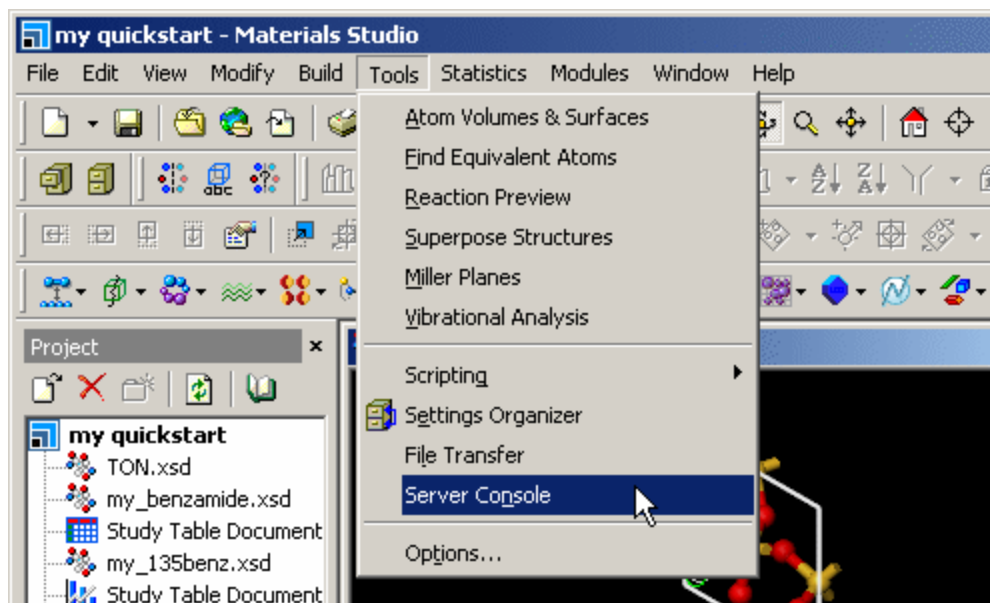 my quickstart - Materials Studio
File Edit View Modify Build Tools Statistics Modules Window Help
abc
A Z
Z A
Atom Volumes & Surfaces
Find Equivalent Atoms
Reaction Preview
Superpose Structures
Miller Planes
Vibrational Analysis
Scripting
Settings Organizer
File Transfer
Server Console
Options...
Project
my quickstart
TON.xsd
my_benzamide.xsd
Study Table Document
my_135benz.xsd
Study Table Document